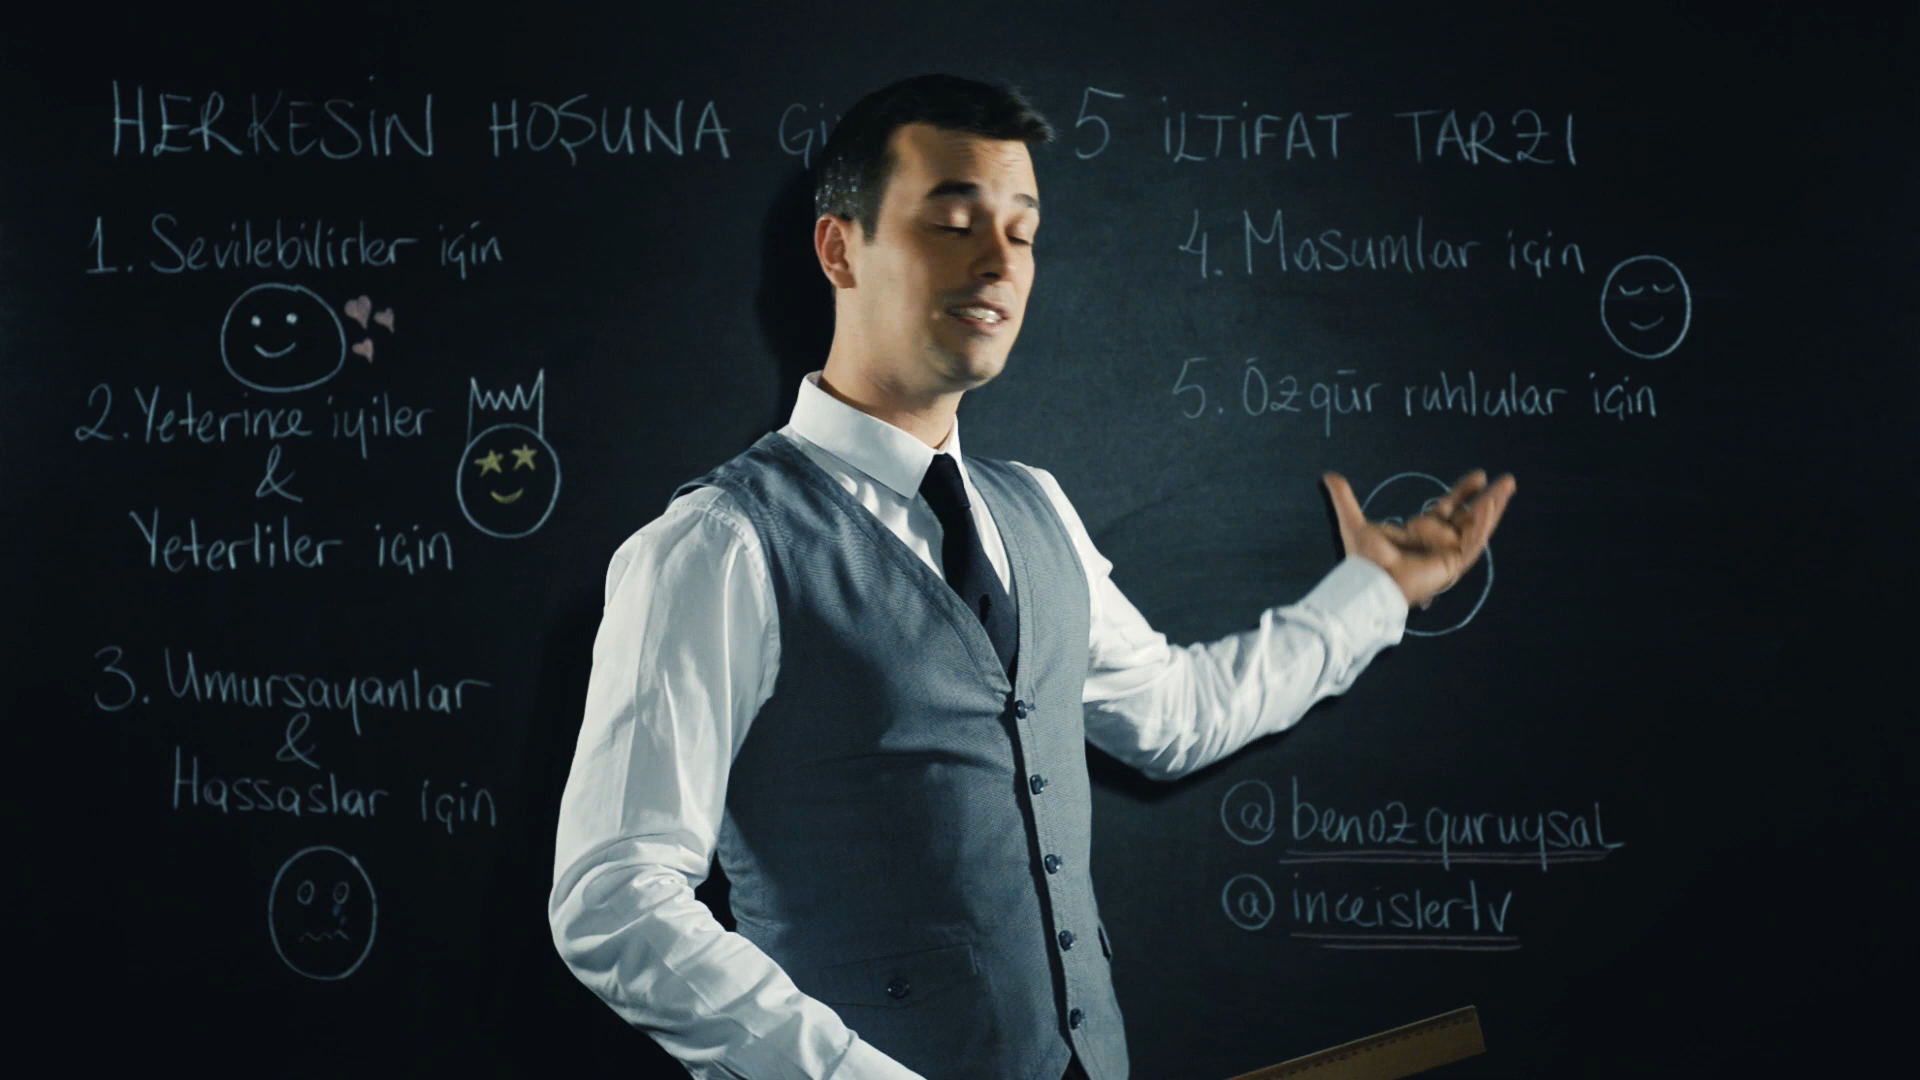 HERKESİN HOŞUNA Gİ 5 İLTİFAT TARZI
1. Sevilebilirler için
2. Yeterince iyiler
&
Yeterliler için
3. Umursayanlar
&
Hassaslar için
4. Masumlar için
5. Özgür ruhlular için
@benozguruysal
@inceislertv